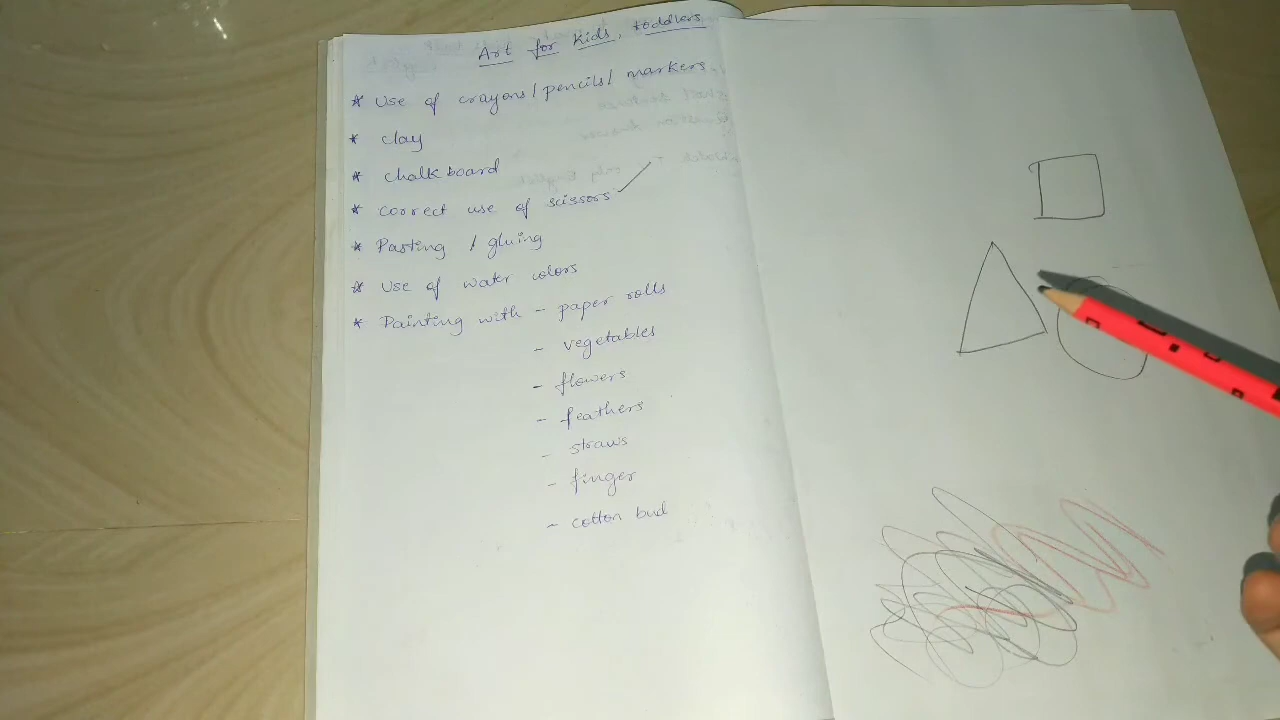 Art for Kids, toddlers
* Use of crayons/pencils/ markers
* clay
* chalk board
* correct use of scissors
* Pasting / gluing
* Use of water colors
* Painting with - paper rolls
- vegetables
- flowers
- feathers
- straws
- finger
- cotton bud